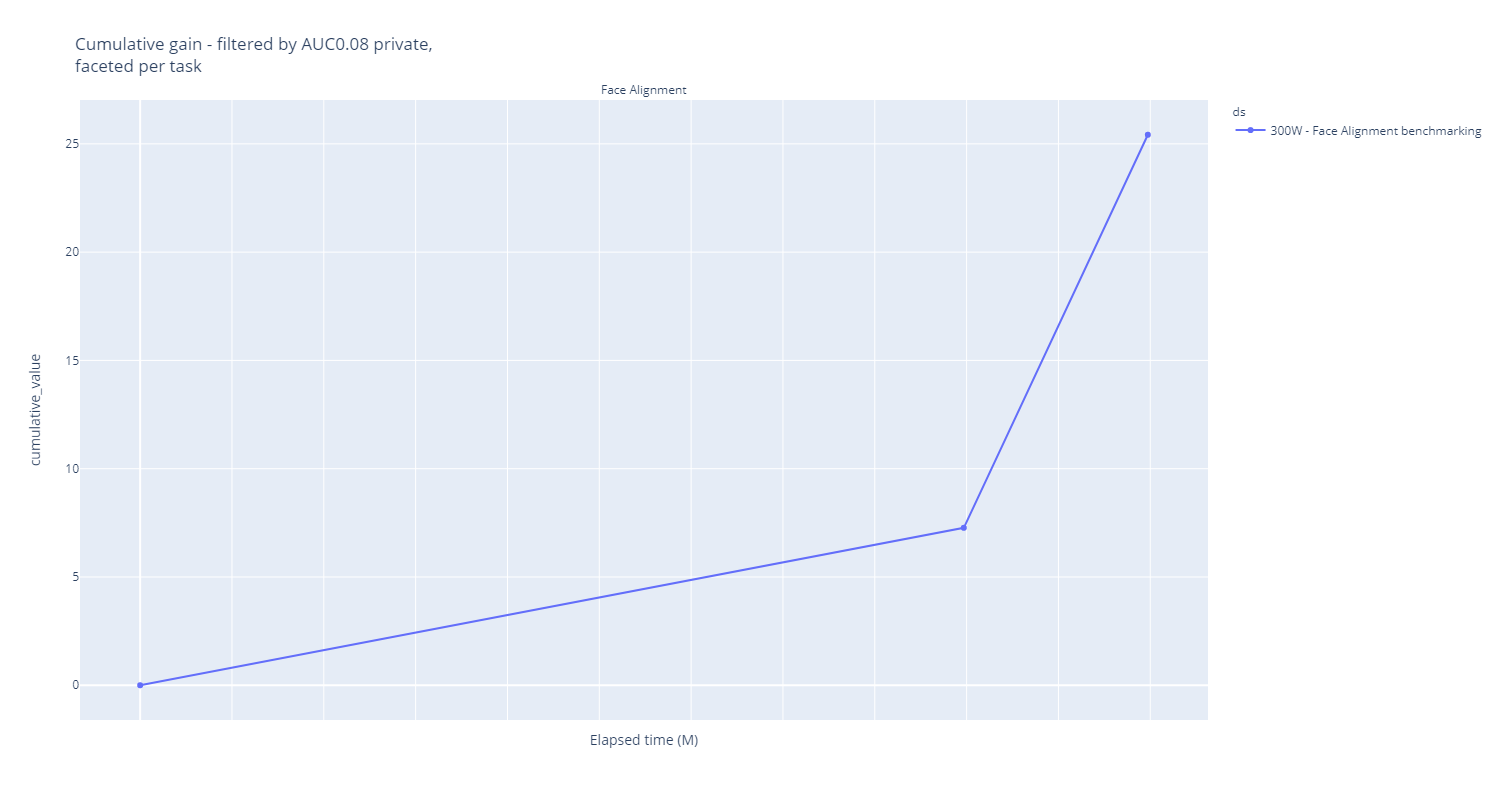 Cumulative gain - filtered by AUC0.08 private,
faceted per task
Face Alignment
ds
300W - Face Alignment benchmarking
25
20
15
10
5
0
cumulative_value
Elapsed time (M)